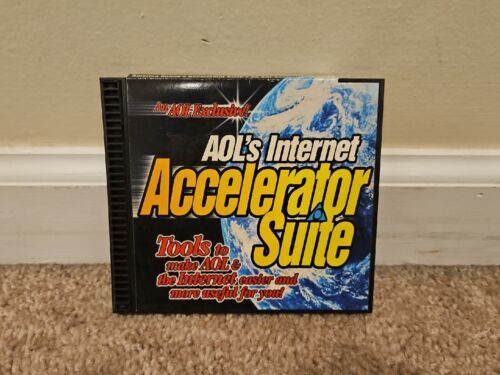 An AOL Exclusive!
AOL's Internet
Accelerator
Suite
Tools to
make AOL &
the Internet easier and
more useful for you!